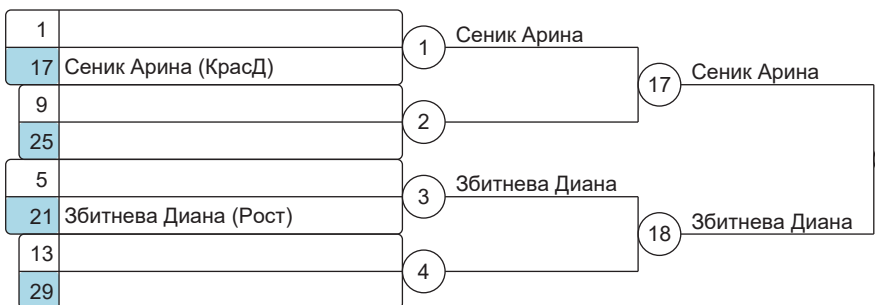 1
17 Сеник Арина (КрасД)
9
25
5
21 Збитнева Диана (Рост)
13
29
1 Сеник Арина
2
3 Збитнева Диана
4
17 Сеник Арина
18 Збитнева Диана